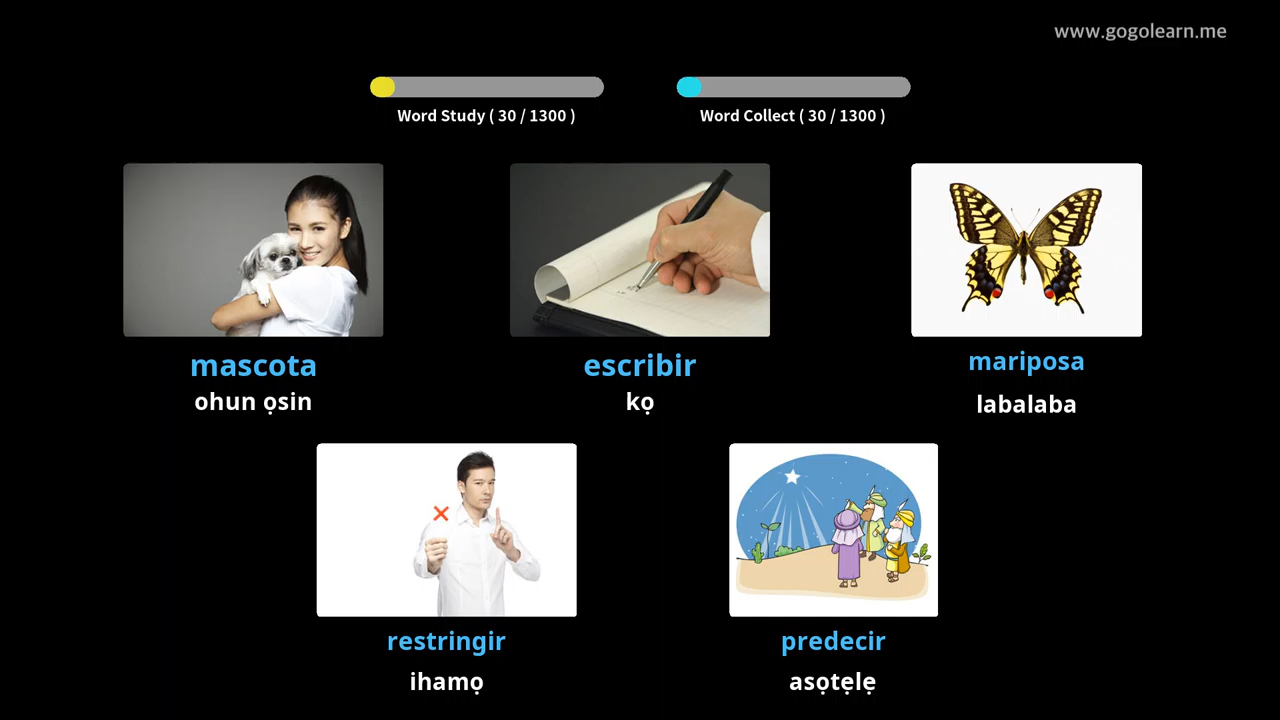 www.gogolearn.me
Word Study ( 30 / 1300 )
Word Collect ( 30 / 1300 )
mascota
ohun ọsin
escribir
kọ
mariposa
labalaba
restringir
ihamọ
predecir
asọtẹlẹ